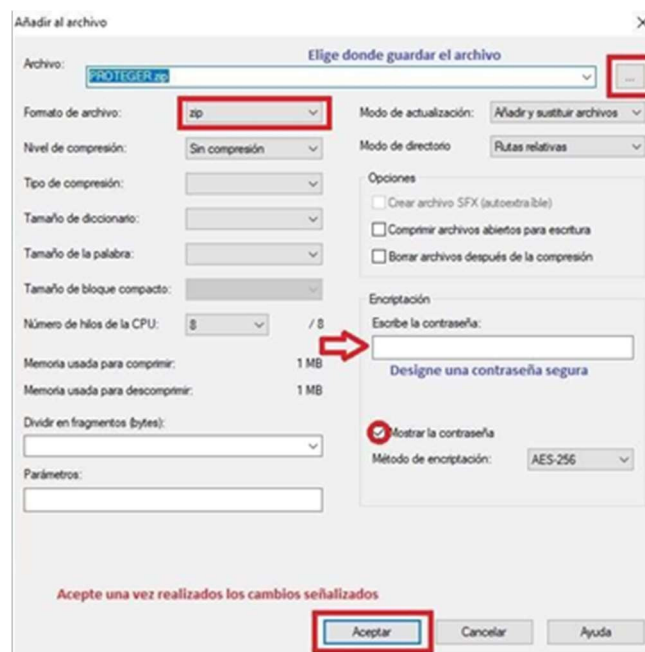 Añadir al archivo
Elige donde guardar el archivo
Archivo:
PROTEGER.zip
...
Formato de archivo:
zip
Modo de actualización:
Añadir y sustituir archivos
Nivel de compresión:
Sin compresión
Modo de directorio
Rutas relativas
Tipo de compresión:
Opciones
Crear archivo SFX (autoextraíble)
Tamaño de diccionario:
Comprimir archivos abiertos para escritura
Tamaño de la palabra:
Borrar archivos después de la compresión
Tamaño de bloque compacto:
Encriptación
Número de hilos de la CPU:
8
/ 8
Escribe la contraseña:
Memoria usada para comprimir:
1 MB
Designe una contraseña segura
Memoria usada para descomprimir:
1 MB
Dividir en fragmentos (bytes):
Mostrar la contraseña
Método de encriptación:
AES-256
Parámetros:
Acepte una vez realizados los cambios señalizados
Aceptar
Cancelar
Ayuda